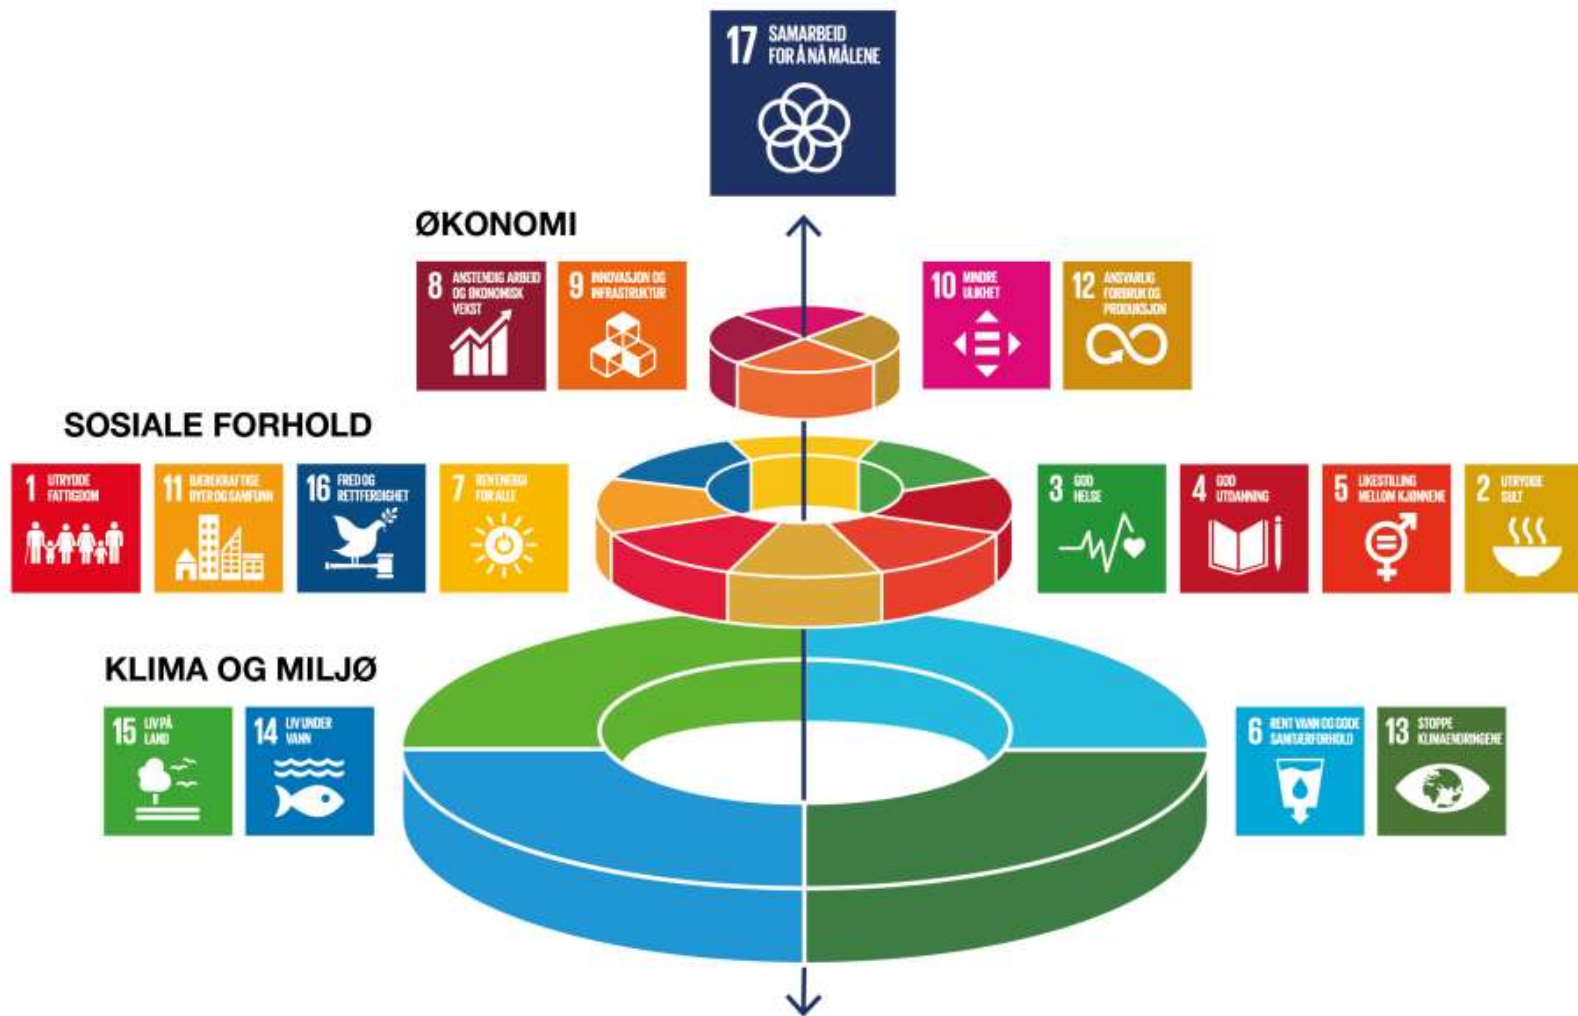 17 SAMARBEID
FOR Å NÅ MÅLENE
ØKONOMI
8 ANSTENDIG ARBEID
OG ØKONOMISK
VEKST
9 INNOVASJON OG
INFRASTRUKTUR
10 MINDRE
ULIKHET
12 ANSVARLIG
FORBRUK OG
PRODUKSJON
SOSIALE FORHOLD
1 UTRYDDE
FATTIGDOM
11 BÆREKRAFTIGE
BYER OG SAMFUNN
16 FRED OG
RETTFERDIGHET
7 REN ENERGI
FOR ALLE
3 GOD
HELSE
4 GOD
UTDANNING
5 LIKESTILLING
MELLOM KJØNNENE
2 UTRYDDE
SULT
KLIMA OG MILJØ
15 LIV PÅ
LAND
14 LIV UNDER
VANN
6 RENT VANN OG GODE
SANITÆRFORHOLD
13 STOPPE
KLIMAENDRINGENE